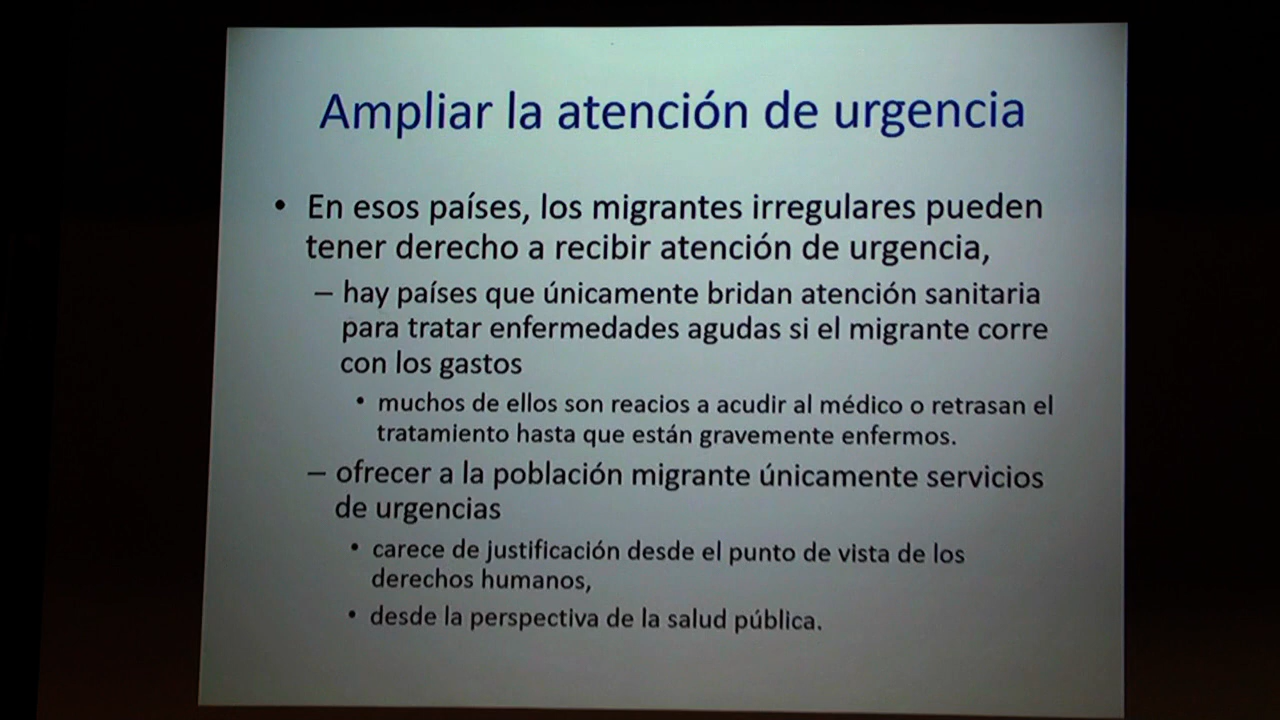 Ampliar la atención de urgencia
• En esos países, los migrantes irregulares pueden
tener derecho a recibir atención de urgencia,
– hay países que únicamente bridan atención sanitaria
para tratar enfermedades agudas si el migrante corre
con los gastos
• muchos de ellos son reacios a acudir al médico o retrasan el
tratamiento hasta que están gravemente enfermos.
– ofrecer a la población migrante únicamente servicios
de urgencias
• carece de justificación desde el punto de vista de los
derechos humanos,
• desde la perspectiva de la salud pública.